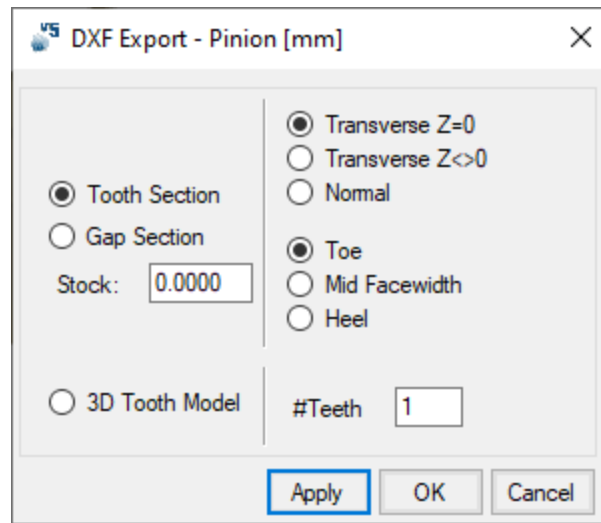 V5
DXF Export - Pinion [mm]
Tooth Section
Gap Section
Stock: 0.0000
Transverse Z=0
Transverse Z<>0
Normal
Toe
Mid Facewidth
Heel
3D Tooth Model
#Teeth 1
Apply OK Cancel